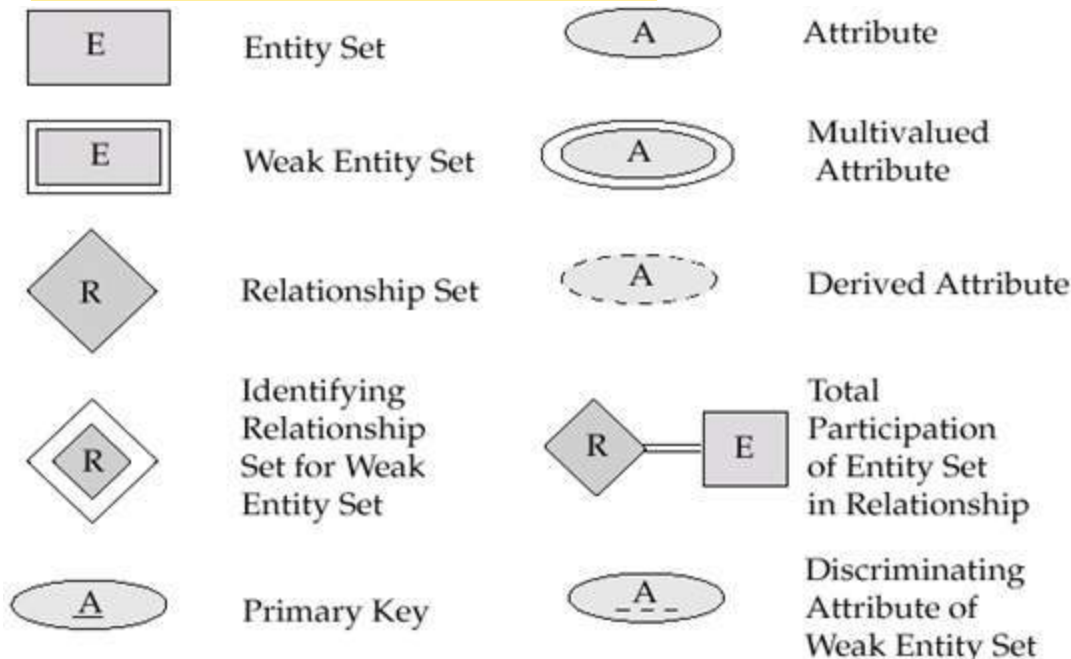 E
Entity Set
A
Attribute
E
Weak Entity Set
A
Multivalued
Attribute
R
Relationship Set
A
Derived Attribute
R
Identifying
Relationship
Set for Weak
Entity Set
R
E
Total
Participation
of Entity Set
in Relationship
A
Primary Key
A
Discriminating
Attribute of
Weak Entity Set